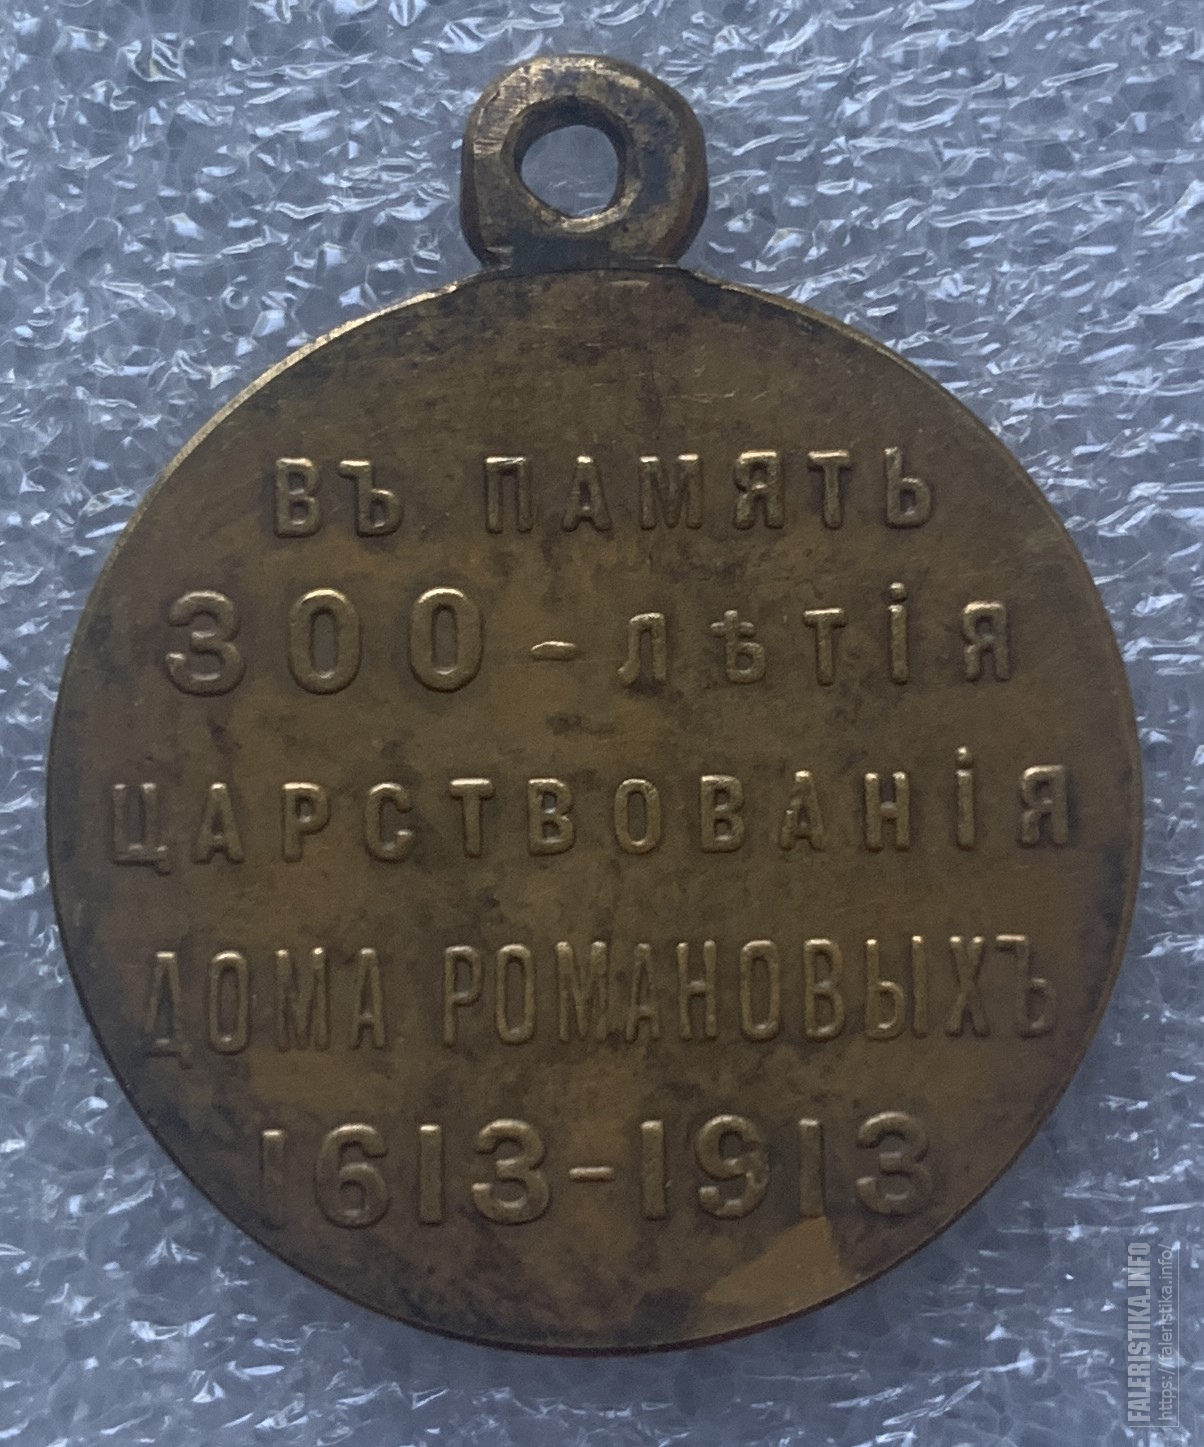 ВЪ ПАМЯТЬ
300-лѣтія
ЦАРСТВОВАНІЯ
ДОМА РОМАНОВЫХЪ
1613-1913
FALERISTIKA.INFO
https://faleristika.info